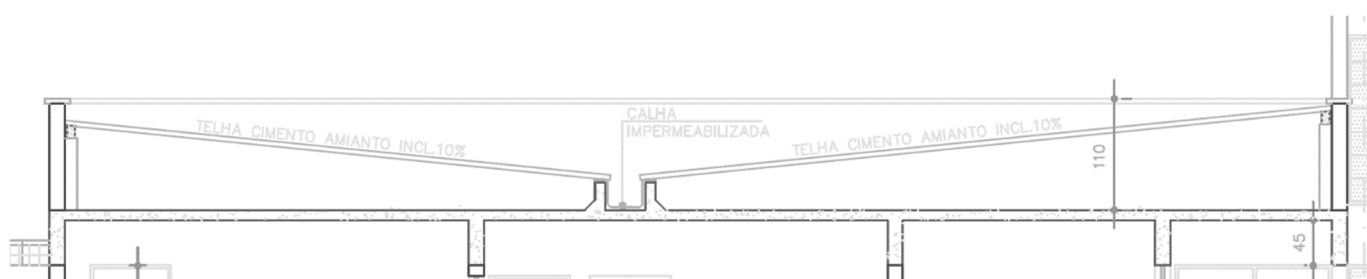 TELHA CIMENTO AMIANTO INCL.10%
CALHA
IMPERMEABILIZADA
TELHA CIMENTO AMIANTO INCL.10%
110
45